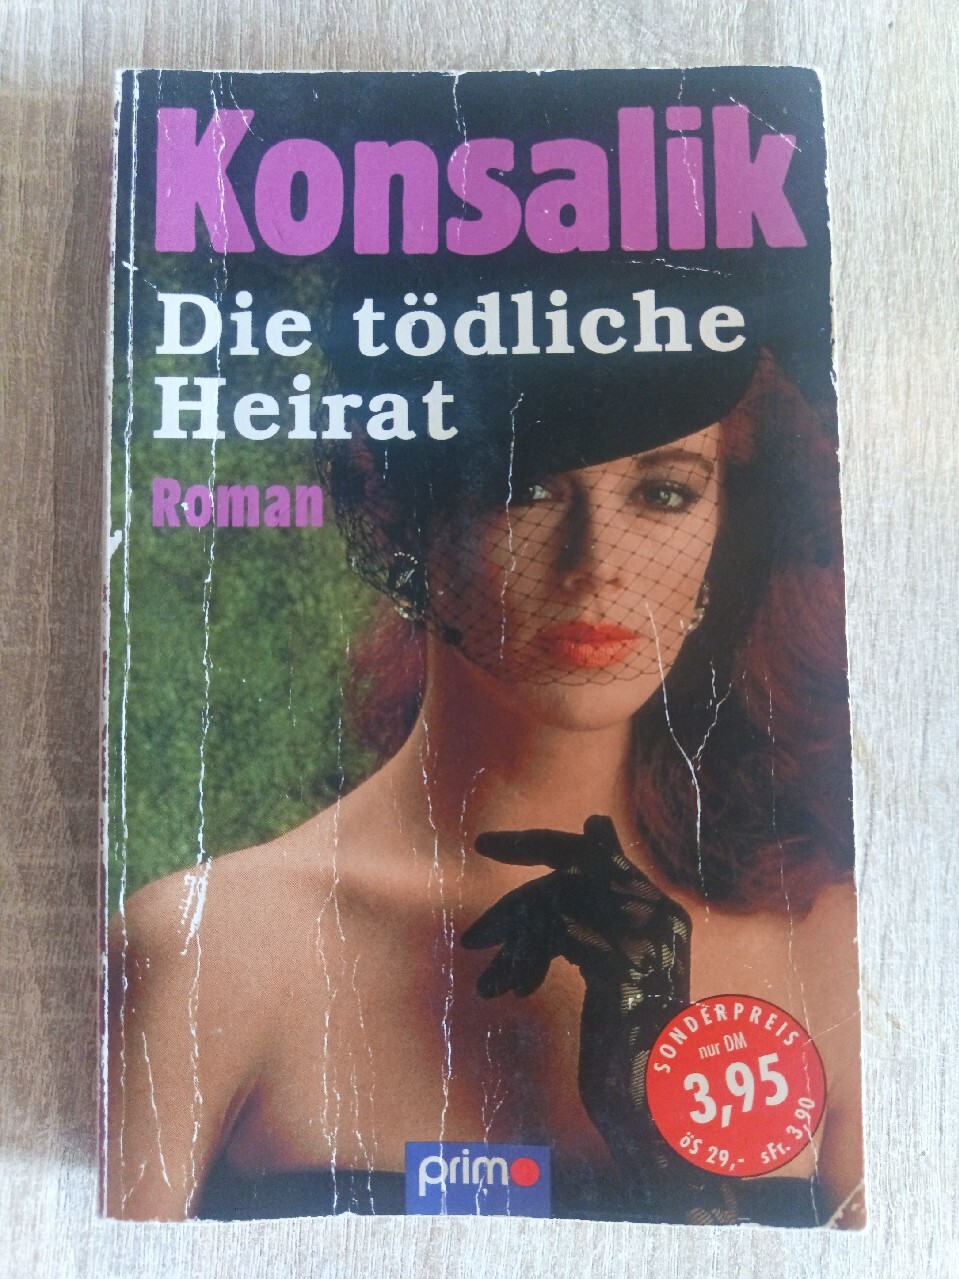 Konsalik
Die tödliche
Heirat
Roman
SONDERPREIS
nur DM
3,95
öS 29,- sFr. 3,90
primo